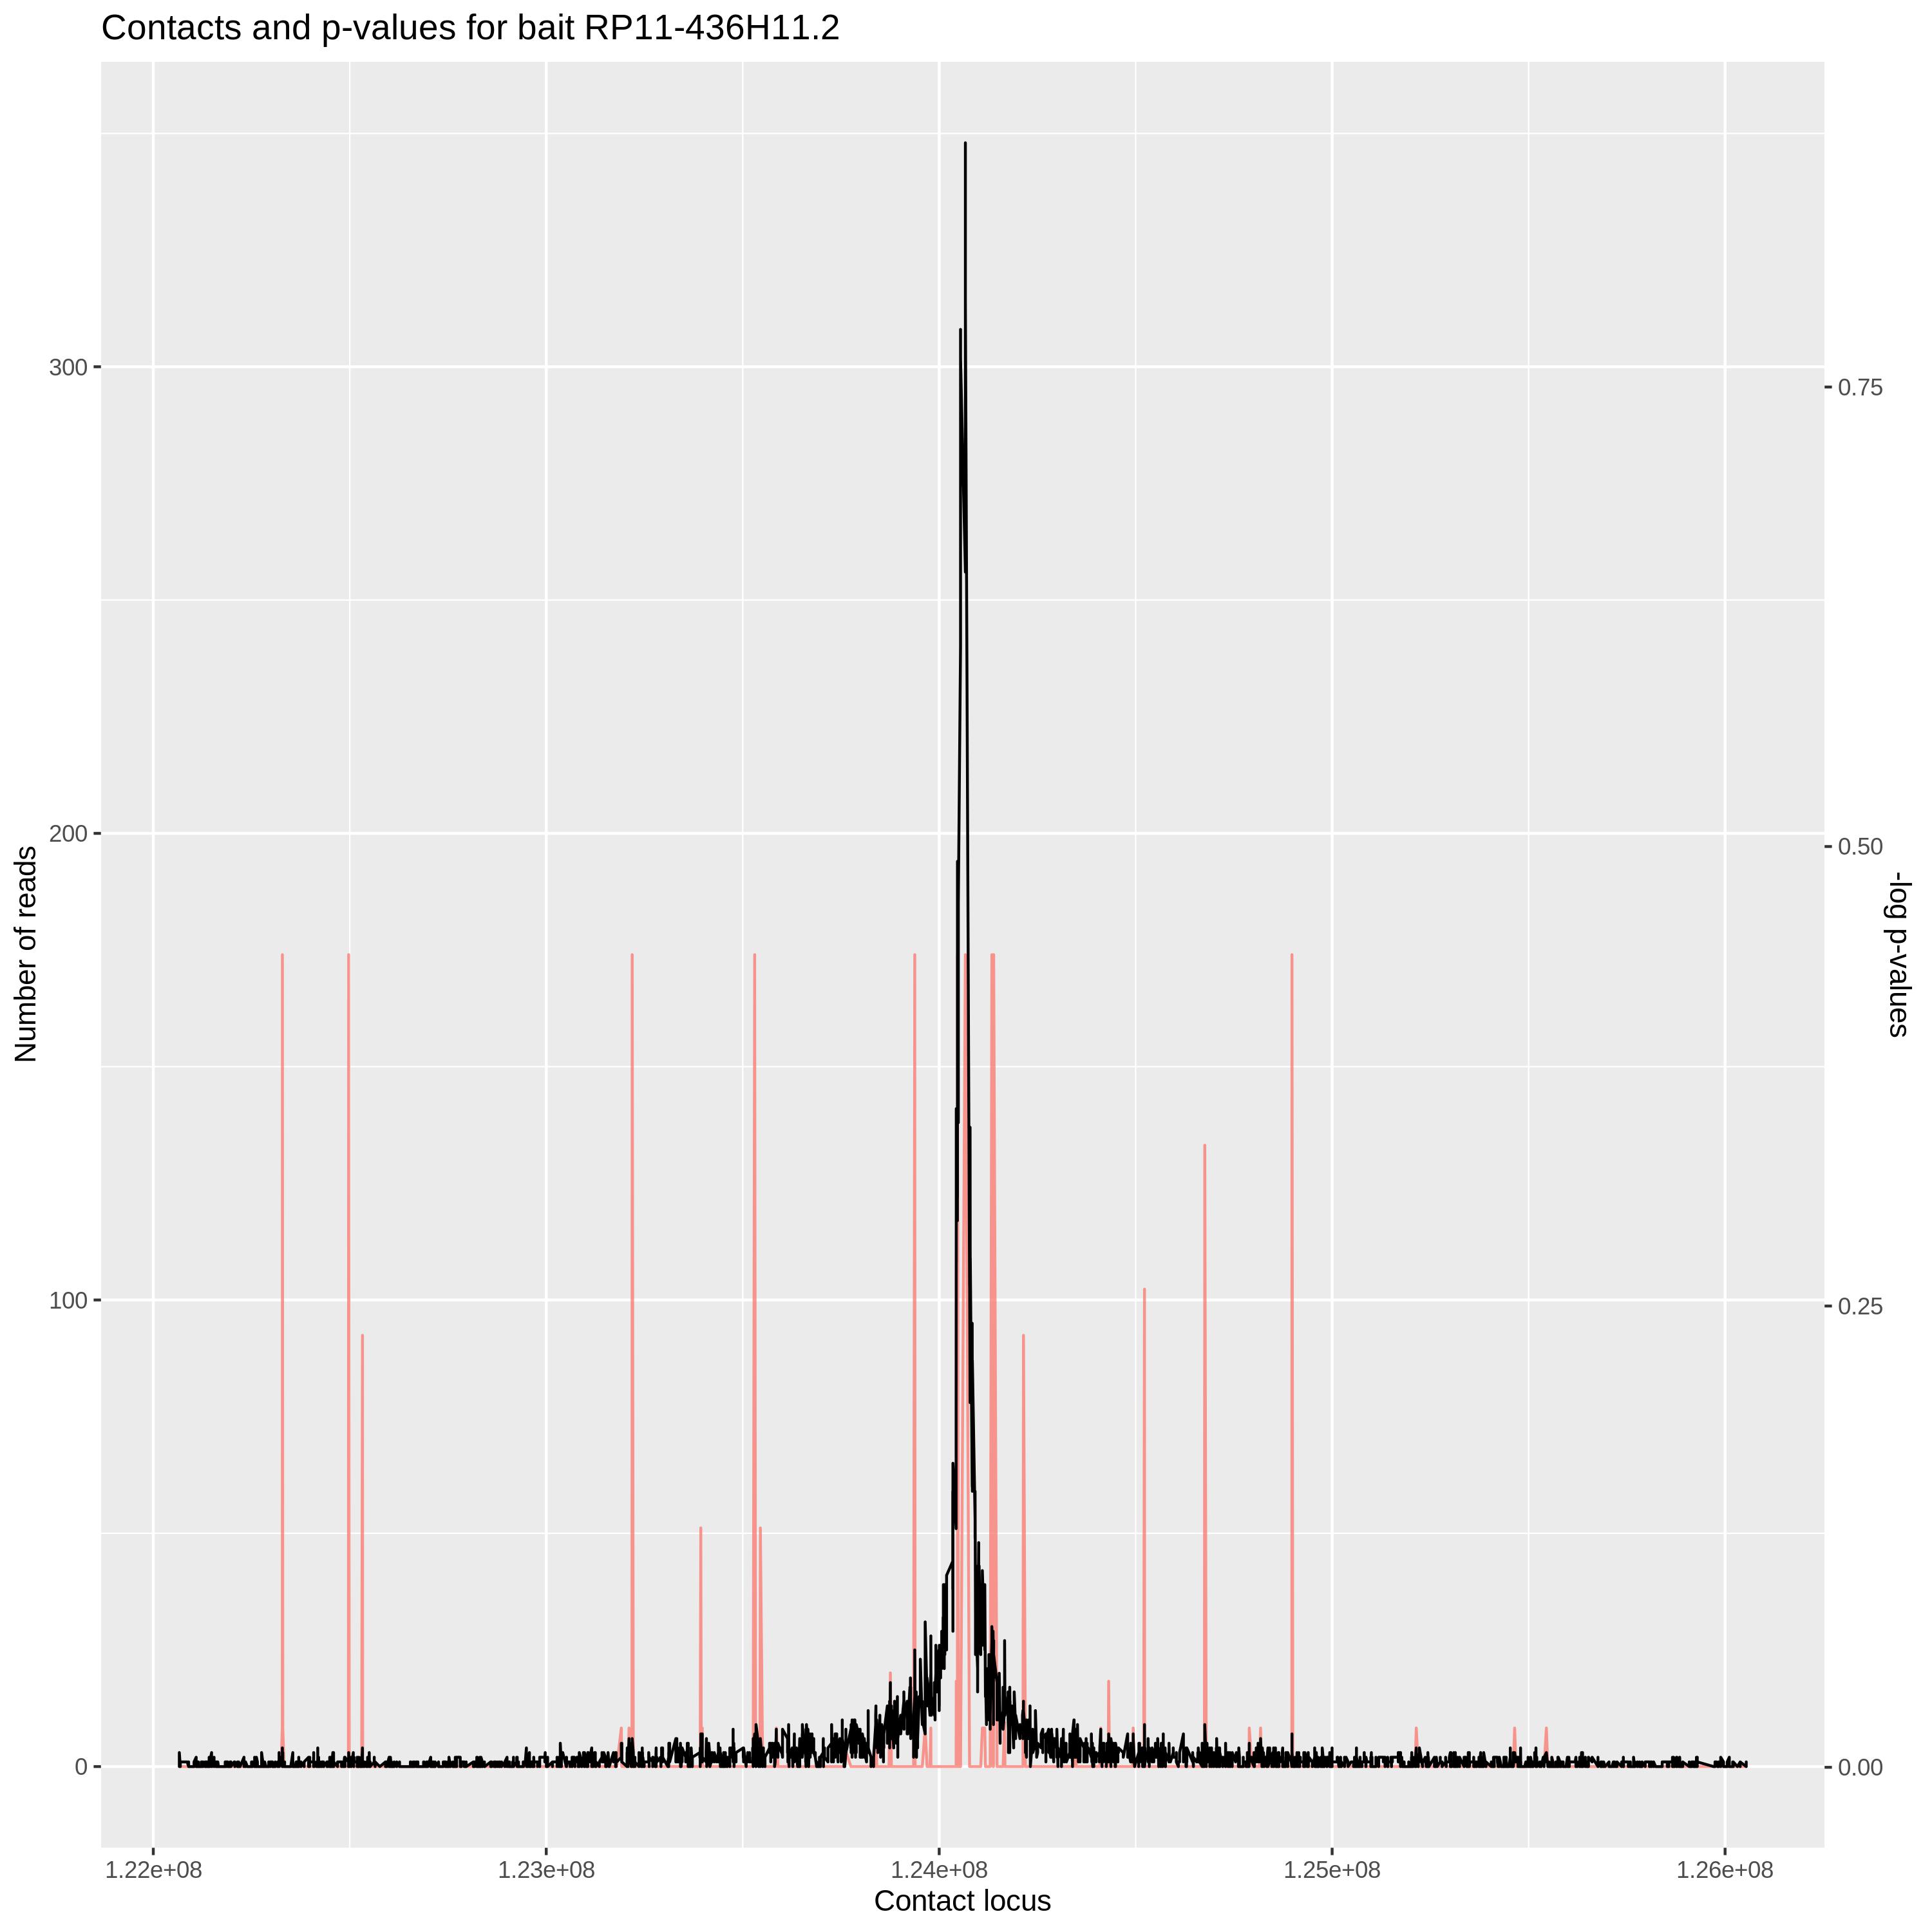 Contacts and p-values for bait RP11-436H11.2
300
200
100
0
Number of reads
0.75
0.50
0.25
0.00
-log p-values
1.22e+08
1.23e+08
1.24e+08
1.25e+08
1.26e+08
Contact locus